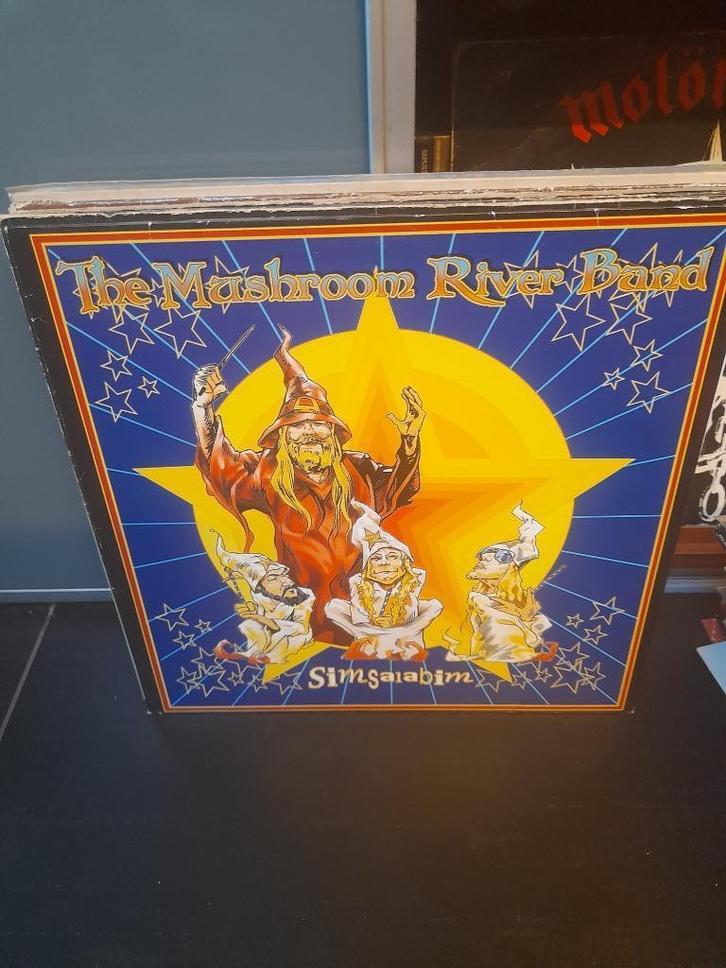 Motör
The Mushroom River Band
Simsalabim